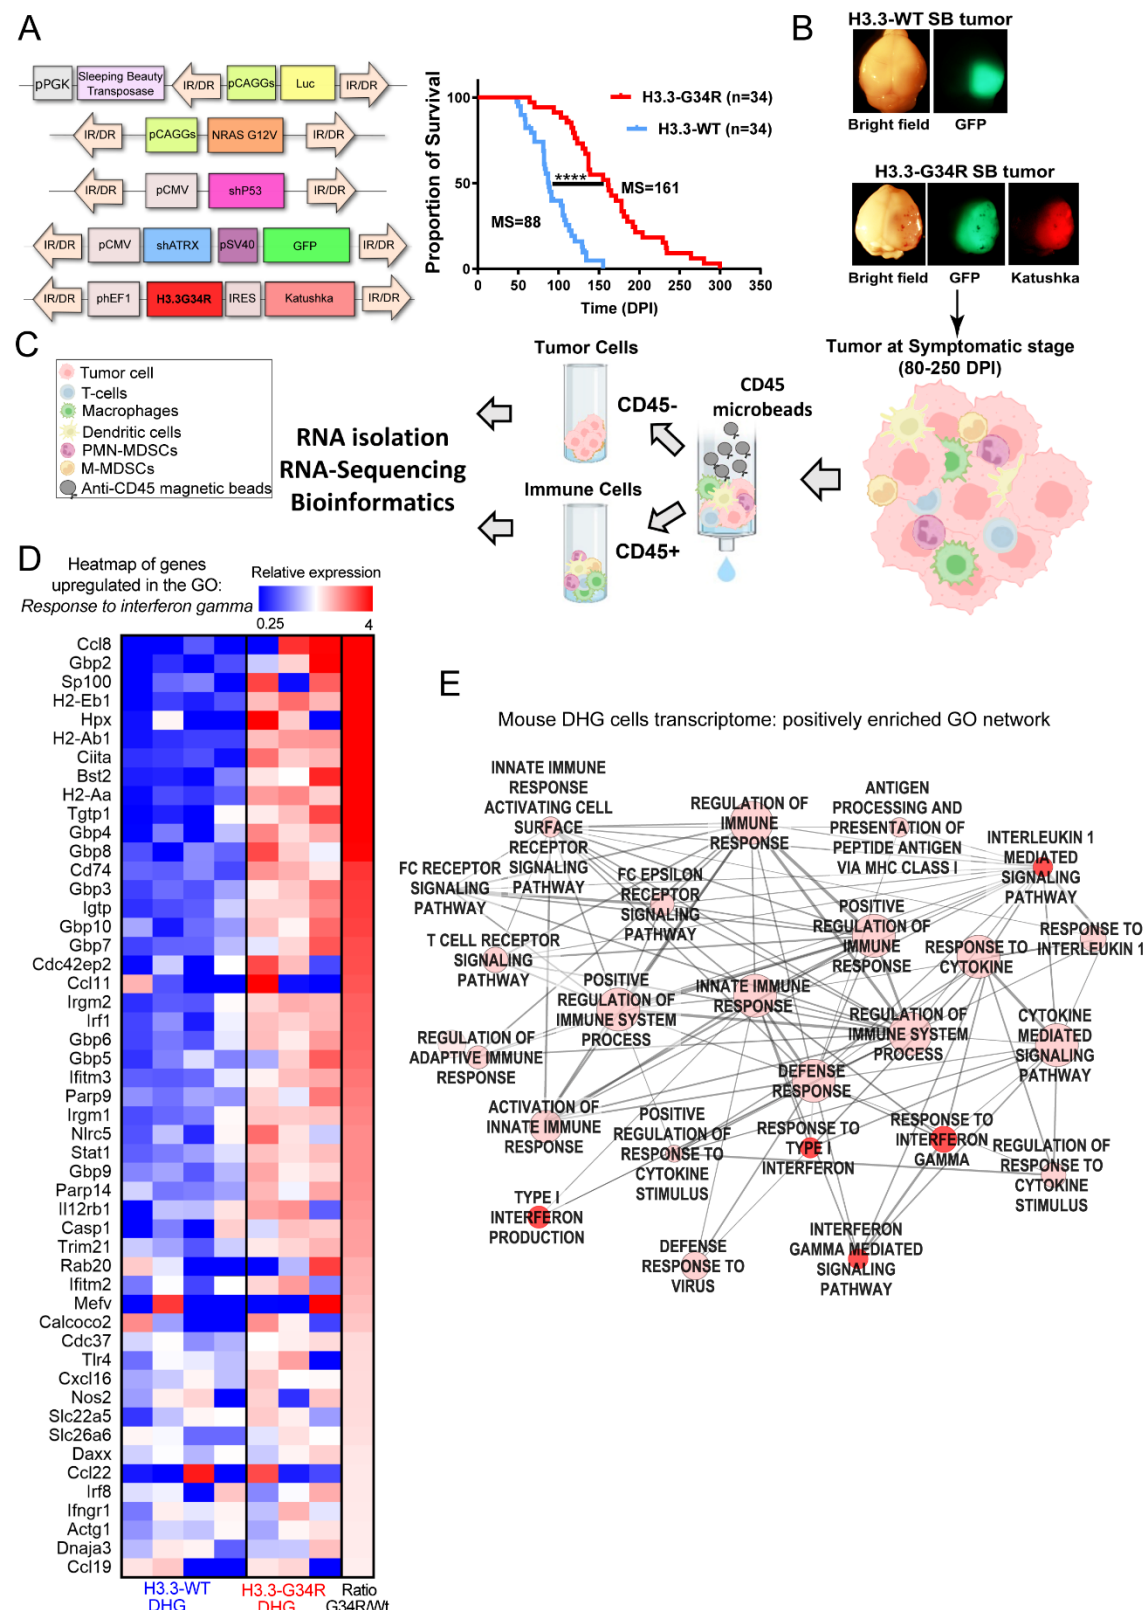 A
pPGK
Sleeping Beauty
Transposase
IR/DR
pCAGGs
Luc
IR/DR
IR/DR
pCAGGs
NRAS G12V
IR/DR
IR/DR
pCMV
shP53
IR/DR
IR/DR
pCMV
shATRX
pSV40
GFP
IR/DR
IR/DR
phEF1
H3.3G34R
IRES
Katushka
IR/DR
Proportion of Survival
100
50
0
H3.3-G34R (n=34)
H3.3-WT (n=34)
****
MS=161
MS=88
0 50 100 150 200 250 300 350
Time (DPI)
B
H3.3-WT SB tumor
Bright field
GFP
H3.3-G34R SB tumor
Bright field
GFP
Katushka
Tumor at Symptomatic stage
(80-250 DPI)
C
Tumor cell
T-cells
Macrophages
Dendritic cells
PMN-MDSCs
M-MDSCs
Anti-CD45 magnetic beads
RNA isolation
RNA-Sequencing
Bioinformatics
Tumor Cells
CD45-
Immune Cells
CD45+
CD45
microbeads
D
Heatmap of genes
upregulated in the GO:
Response to interferon gamma
Relative expression
0.25
4
Ccl8
Gbp2
Sp100
H2-Eb1
Hpx
H2-Ab1
Ciita
Bst2
H2-Aa
Tgtp1
Gbp4
Gbp8
Cd74
Gbp3
Igtp
Gbp10
Gbp7
Cdc42ep2
Ccl11
Irgm2
Irf1
Gbp6
Gbp5
Ifitm3
Parp9
Irgm1
Nlrc5
Stat1
Gbp9
Parp14
Il12rb1
Casp1
Trim21
Rab20
Ifitm2
Mefv
Calcoco2
Cdc37
Tlr4
Cxcl16
Nos2
Slc22a5
Slc26a6
Daxx
Ccl22
Irf8
Ifngr1
Actg1
Dnaja3
Ccl19
H3.3-WT
DHG
H3.3-G34R
DHG
Ratio
G34R/Wt
E
Mouse DHG cells transcriptome: positively enriched GO network
INNATE IMMUNE
RESPONSE
ACTIVATING CELL
SURFACE
RECEPTOR
SIGNALING
PATHWAY
REGULATION OF
IMMUNE
RESPONSE
ANTIGEN
PROCESSING AND
PRESENTATION OF
PEPTIDE ANTIGEN
VIA MHC CLASS I
INTERLEUKIN 1
MEDIATED
SIGNALING
PATHWAY
FC RECEPTOR
SIGNALING
PATHWAY
FC EPSILON
RECEPTOR
SIGNALING
PATHWAY
POSITIVE
REGULATION OF
IMMUNE
RESPONSE
RESPONSE TO
CYTOKINE
RESPONSE TO
INTERLEUKIN 1
T CELL RECEPTOR
SIGNALING
PATHWAY
POSITIVE
REGULATION OF
IMMUNE SYSTEM
PROCESS
INNATE IMMUNE
RESPONSE
REGULATION OF
IMMUNE SYSTEM
PROCESS
CYTOKINE
MEDIATED
SIGNALING
PATHWAY
REGULATION OF
ADAPTIVE IMMUNE
RESPONSE
DEFENSE
RESPONSE
ACTIVATION OF
INNATE IMMUNE
RESPONSE
POSITIVE
REGULATION OF
RESPONSE TO
CYTOKINE
STIMULUS
RESPONSE TO
TYPE I
INTERFERON
RESPONSE TO
INTERFERON
GAMMA
REGULATION OF
RESPONSE TO
CYTOKINE
STIMULUS
TYPE I
INTERFERON
PRODUCTION
DEFENSE
RESPONSE TO
VIRUS
INTERFERON
GAMMA MEDIATED
SIGNALING
PATHWAY